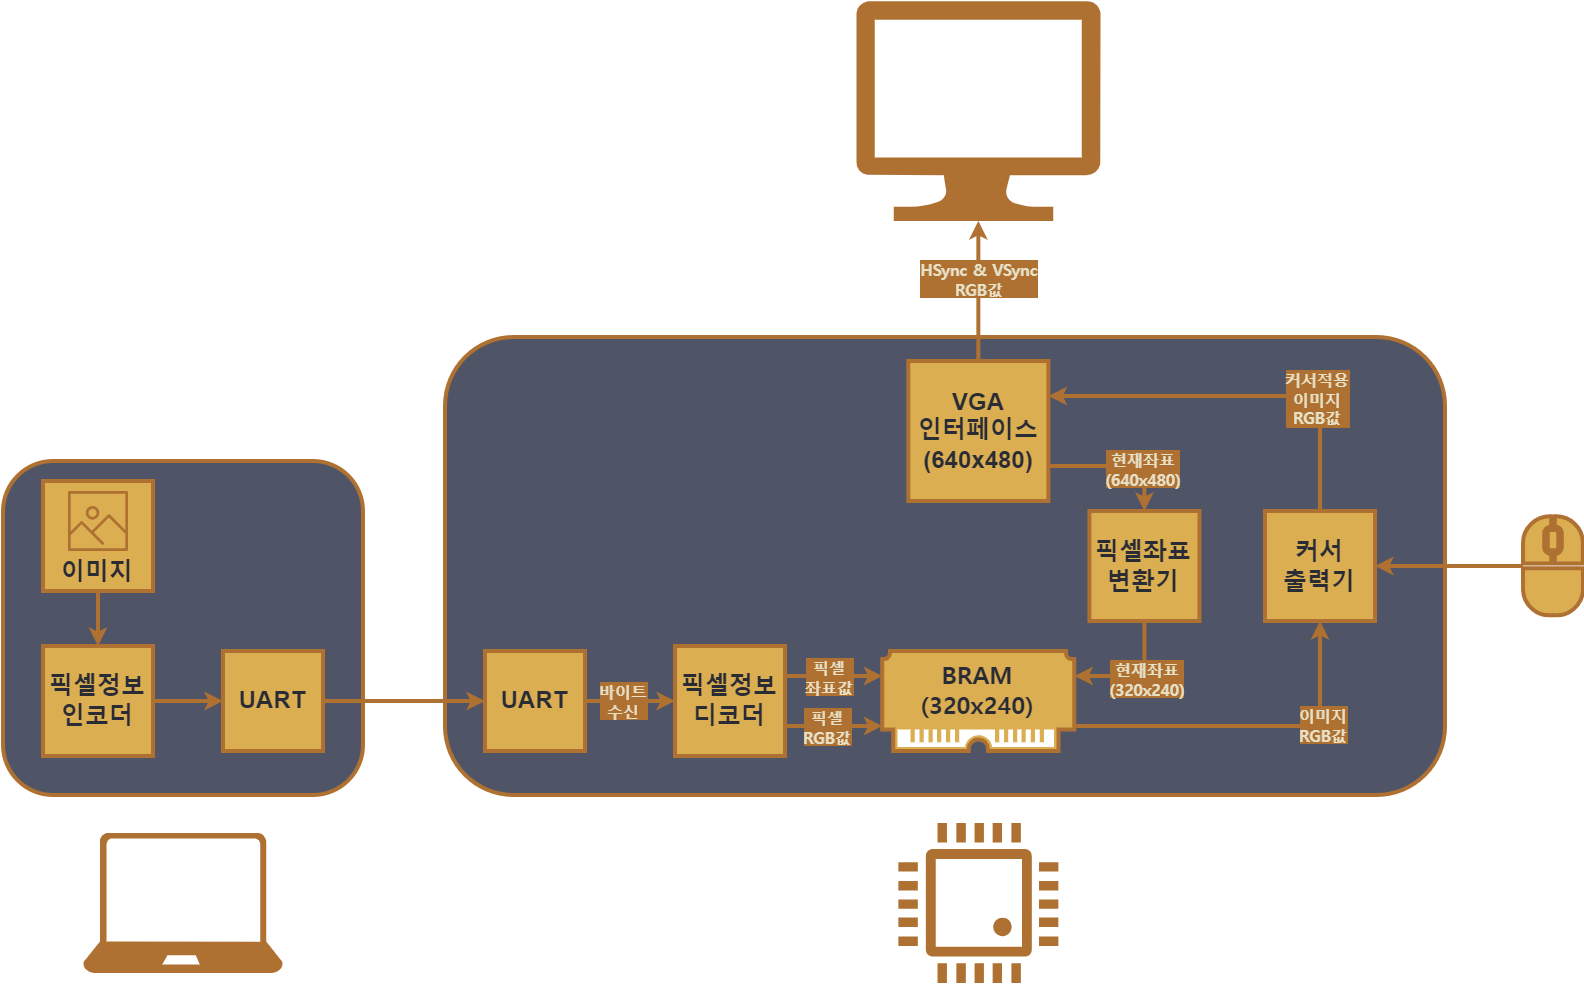 HSync & VSync
RGB값
VGA
인터페이스
(640x480)
커서적용
이미지
RGB값
현재좌표
(640x480)
픽셀좌표
변환기
커서
출력기
이미지
픽셀정보
인코더
UART
UART
바이트
수신
픽셀정보
디코더
픽셀
좌표값
픽셀
RGB값
BRAM
(320x240)
현재좌표
(320x240)
이미지
RGB값